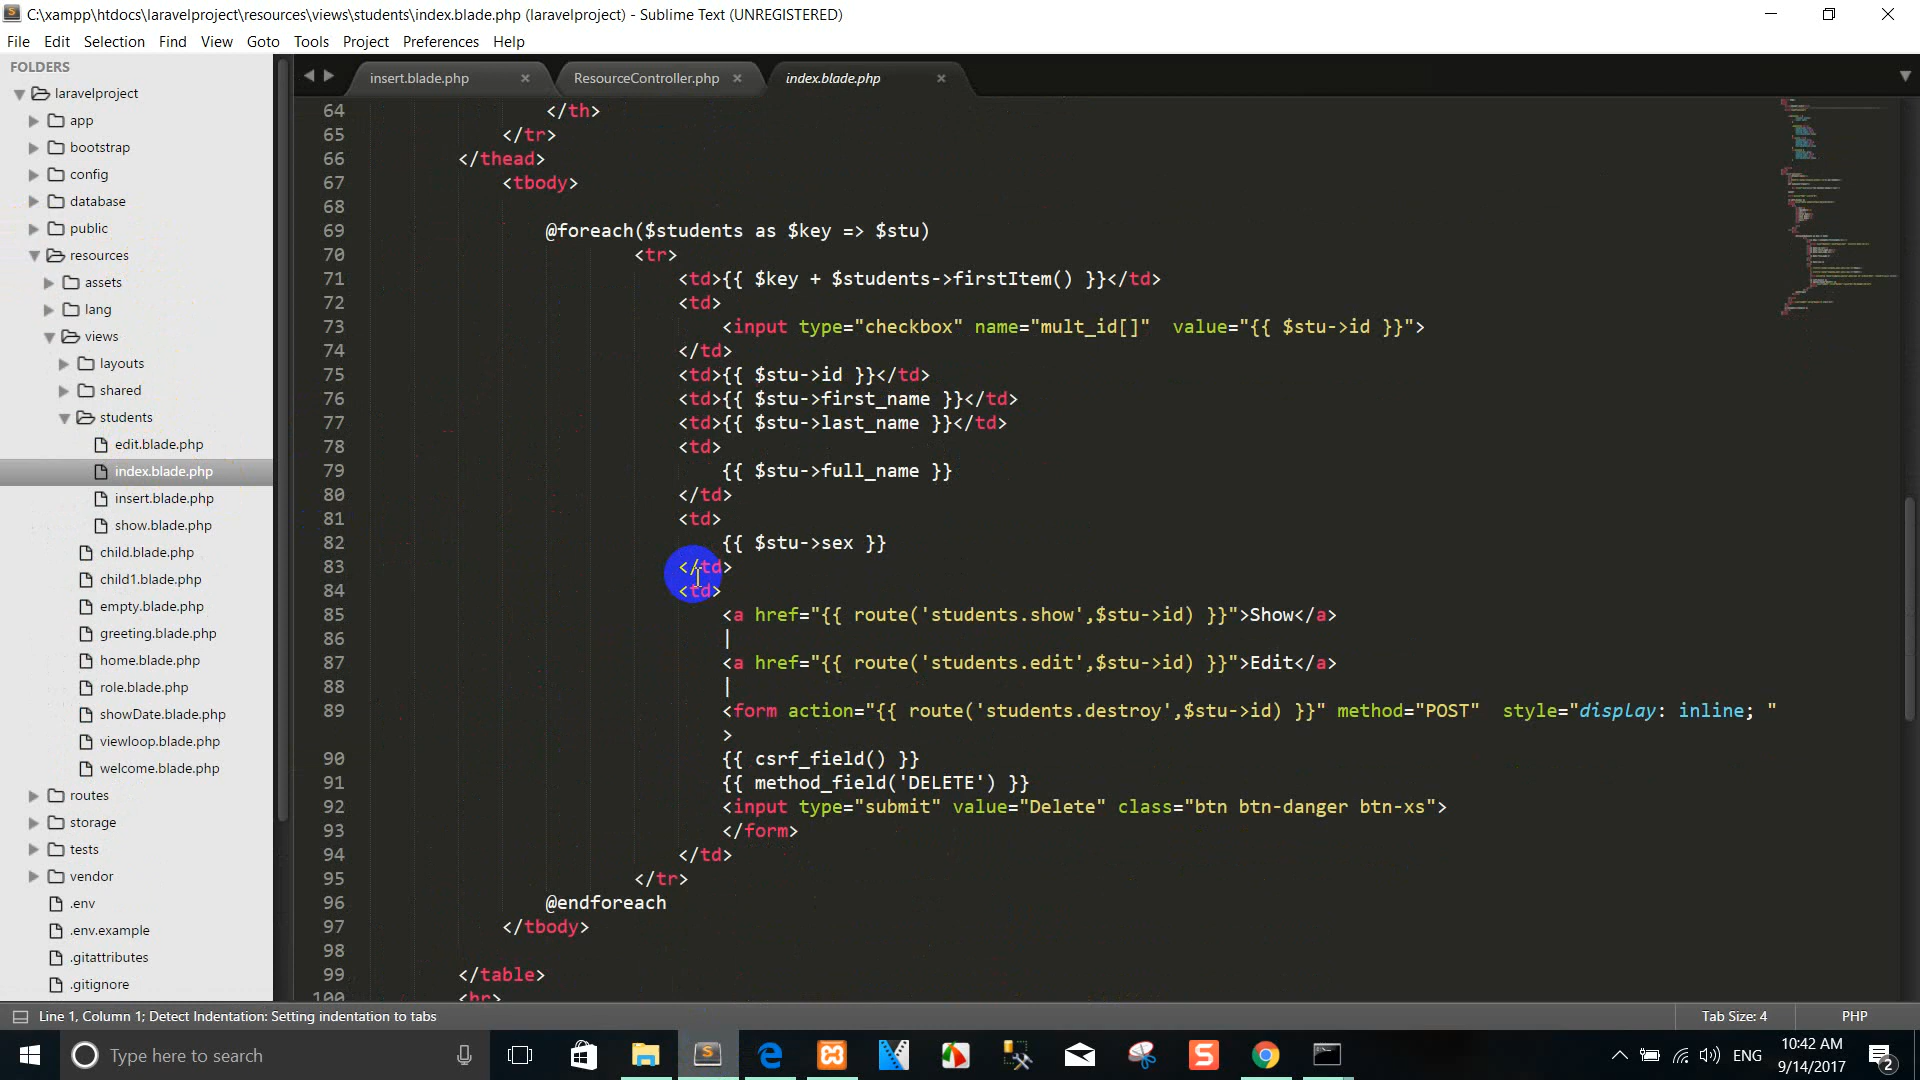 C:\xampp\htdocs\laravelproject\resources\views\students\index.blade.php (laravelproject) - Sublime Text (UNREGISTERED)
File Edit Selection Find View Goto Tools Project Preferences Help
FOLDERS
laravelproject
app
bootstrap
config
database
public
resources
assets
lang
views
layouts
shared
students
edit.blade.php
index.blade.php
insert.blade.php
show.blade.php
child.blade.php
child1.blade.php
empty.blade.php
greeting.blade.php
home.blade.php
role.blade.php
showDate.blade.php
viewloop.blade.php
welcome.blade.php
routes
storage
tests
vendor
.env
.env.example
.gitattributes
.gitignore
insert.blade.php ResourceController.php index.blade.php
64 </th>
65 </tr>
66 </thead>
67 <tbody>
68
69 @foreach($students as $key => $stu)
70 <tr>
71 <td>{{ $key + $students->firstItem() }}</td>
72 <td>
73 <input type="checkbox" name="mult_id[]"  value="{{ $stu->id }}">
74 </td>
75 <td>{{ $stu->id }}</td>
76 <td>{{ $stu->first_name }}</td>
77 <td>{{ $stu->last_name }}</td>
78 <td>
79 {{ $stu->full_name }}
80 </td>
81 <td>
82 {{ $stu->sex }}
83 </td>
84 <td>
85 <a href="{{ route('students.show',$stu->id) }}">Show</a>
86 |
87 <a href="{{ route('students.edit',$stu->id) }}">Edit</a>
88 |
89 <form action="{{ route('students.destroy',$stu->id) }}" method="POST"  style="display: inline; "
>
90 {{ csrf_field() }}
91 {{ method_field('DELETE') }}
92 <input type="submit" value="Delete" class="btn btn-danger btn-xs">
93 </form>
94 </td>
95 </tr>
96 @endforeach
97 </tbody>
98
99 </table>
100 <hr>
Line 1, Column 1; Detect Indentation: Setting indentation to tabs
Tab Size: 4 PHP
Type here to search
ENG
10:42 AM
9/14/2017
2